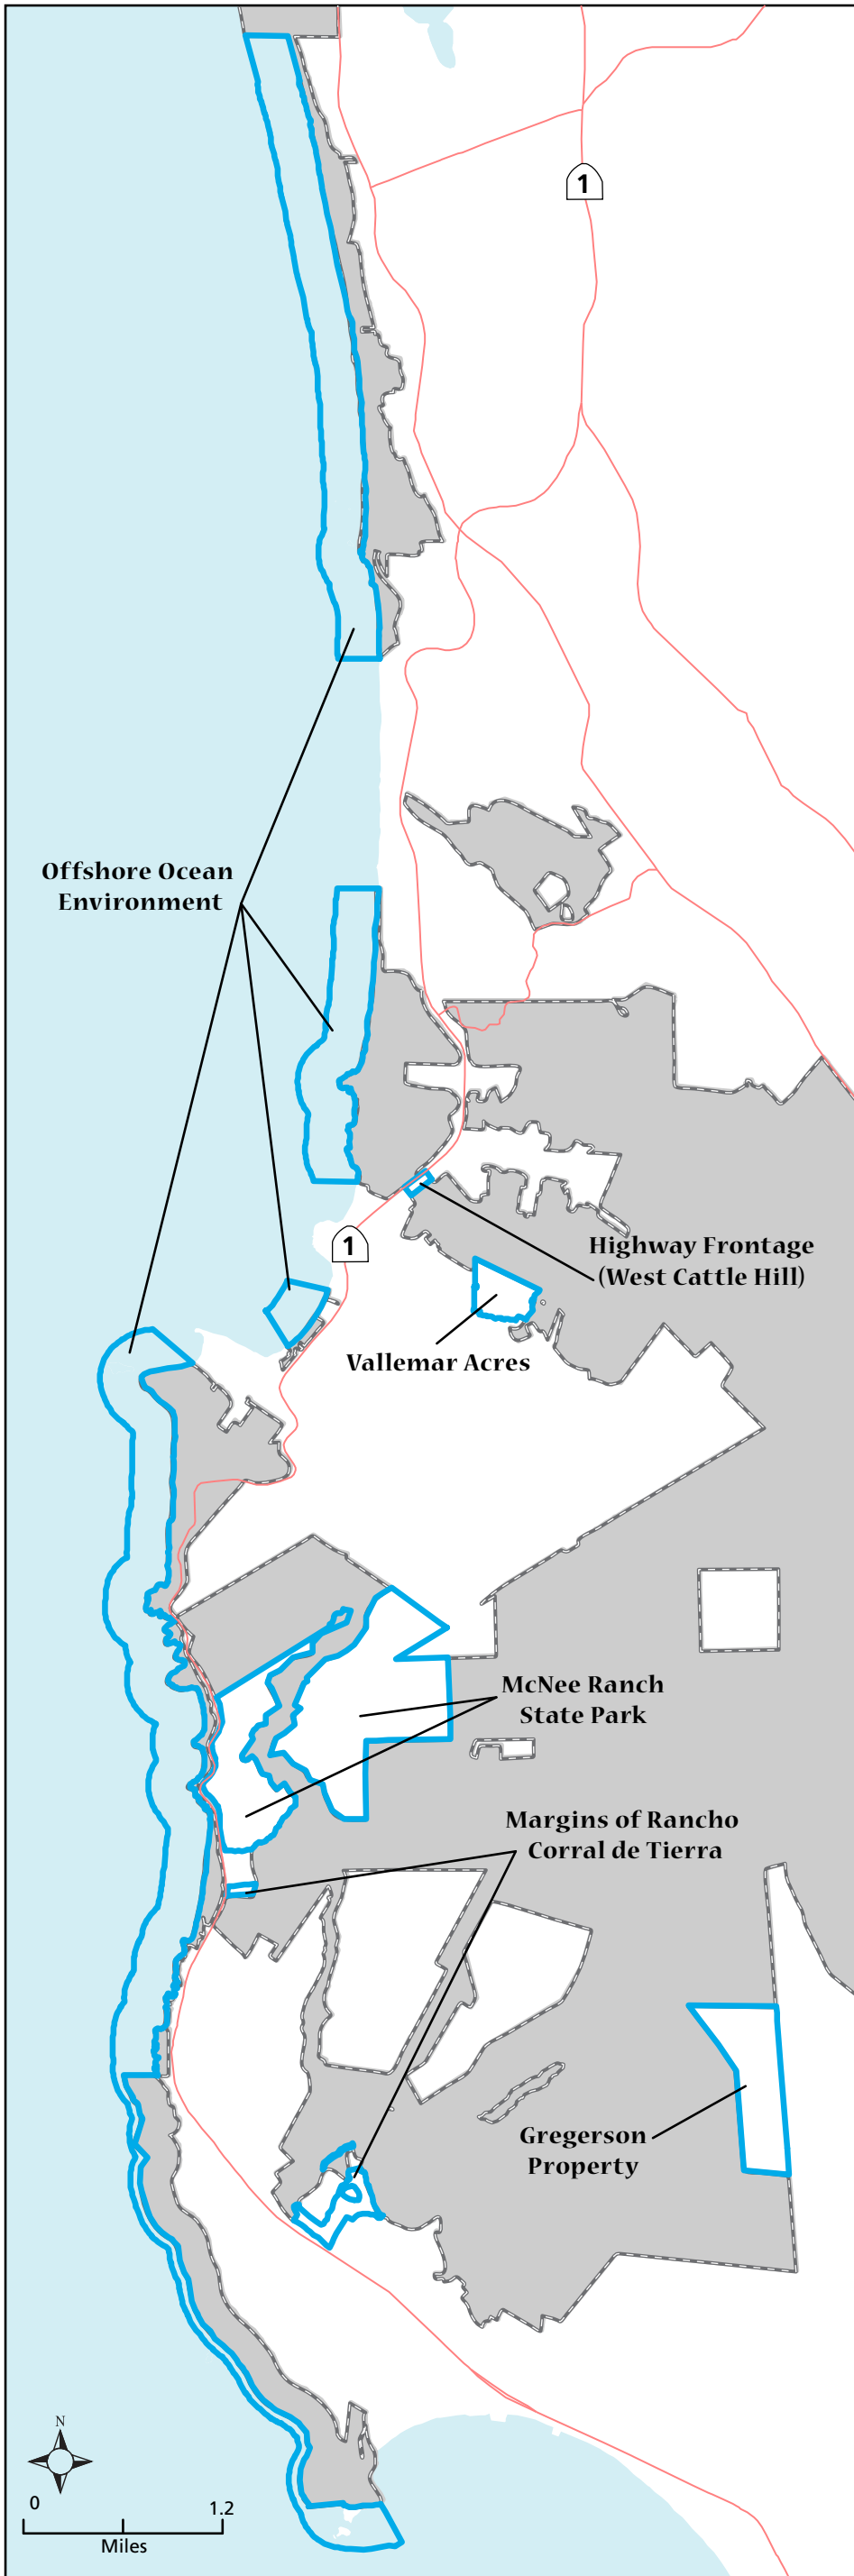 1
Offshore Ocean
Environment
1
Highway Frontage
(West Cattle Hill)
Vallemar Acres
McNee Ranch
State Park
Margins of Rancho
Corral de Tierra
Gregerson
Property
N
0 1.2
Miles